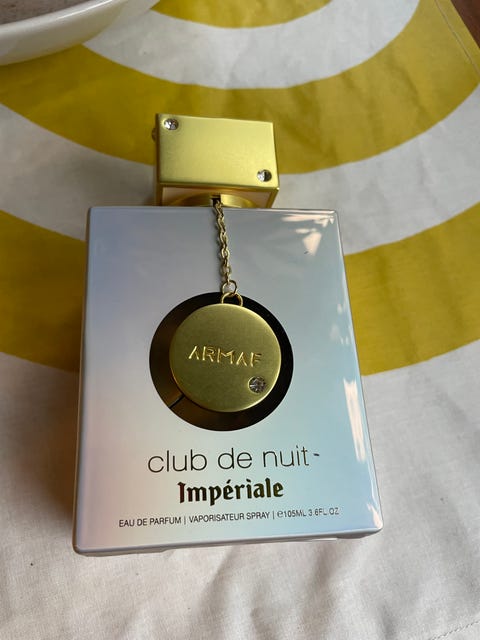 ARMAF
club de nuit
Impériale
EAU DE PARFUM | VAPORISATEUR SPRAY | ℮105ML 3.6FL OZ